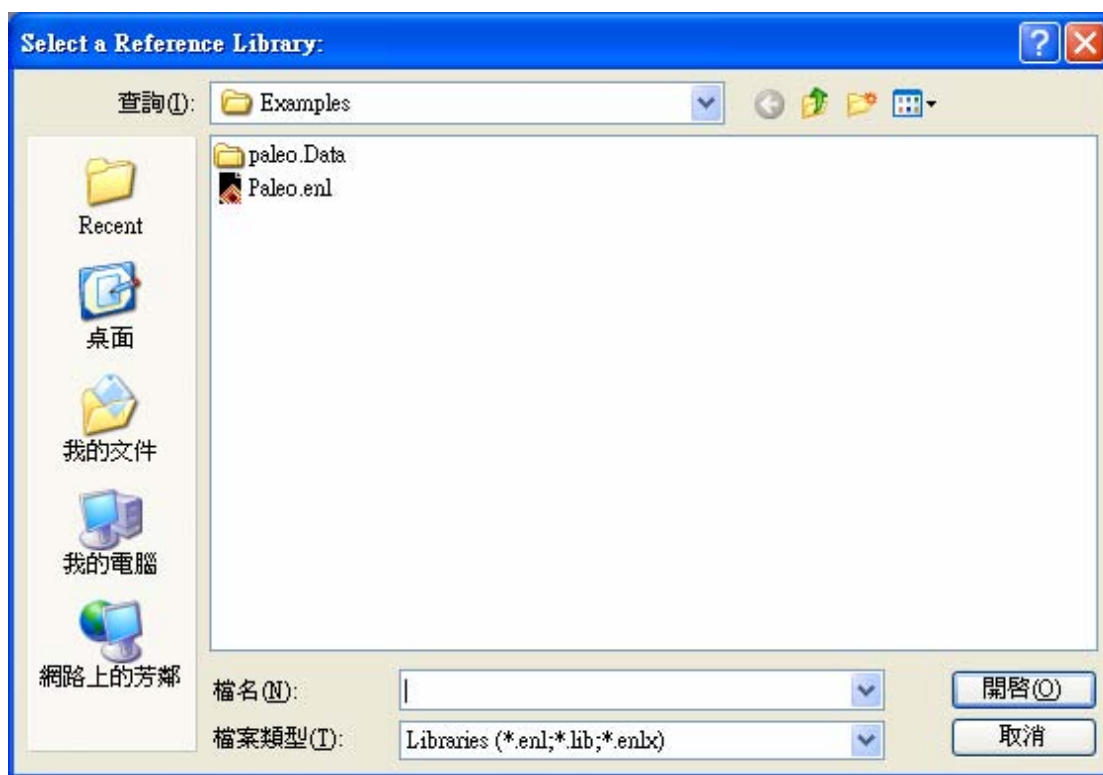 Select a Reference Library:
查詢(I): Examples
paleo.Data
Paleo.enl
Recent
桌面
我的文件
我的電腦
網路上的芳鄰
檔名(N): 開啓(O)
檔案類型(T): Libraries (*.enl;*.lib;*.enlx) 取消